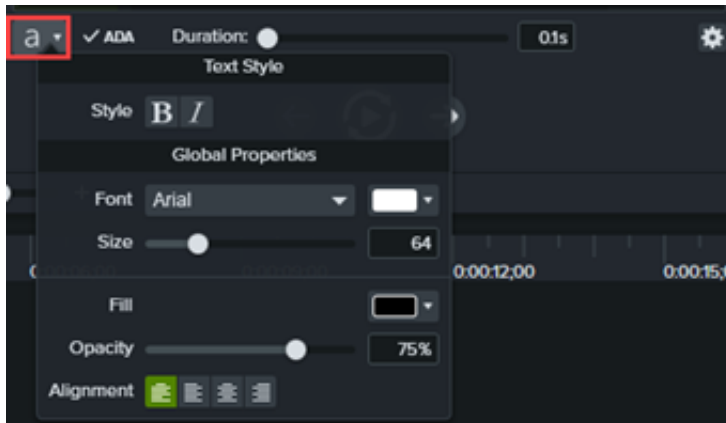 a ✓ ADA Duration: 0.1s
Text Style
Style B I
Global Properties
Font Arial
Size 64
0:00:12;00 0:00:15;
Fill
Opacity 75%
Alignment